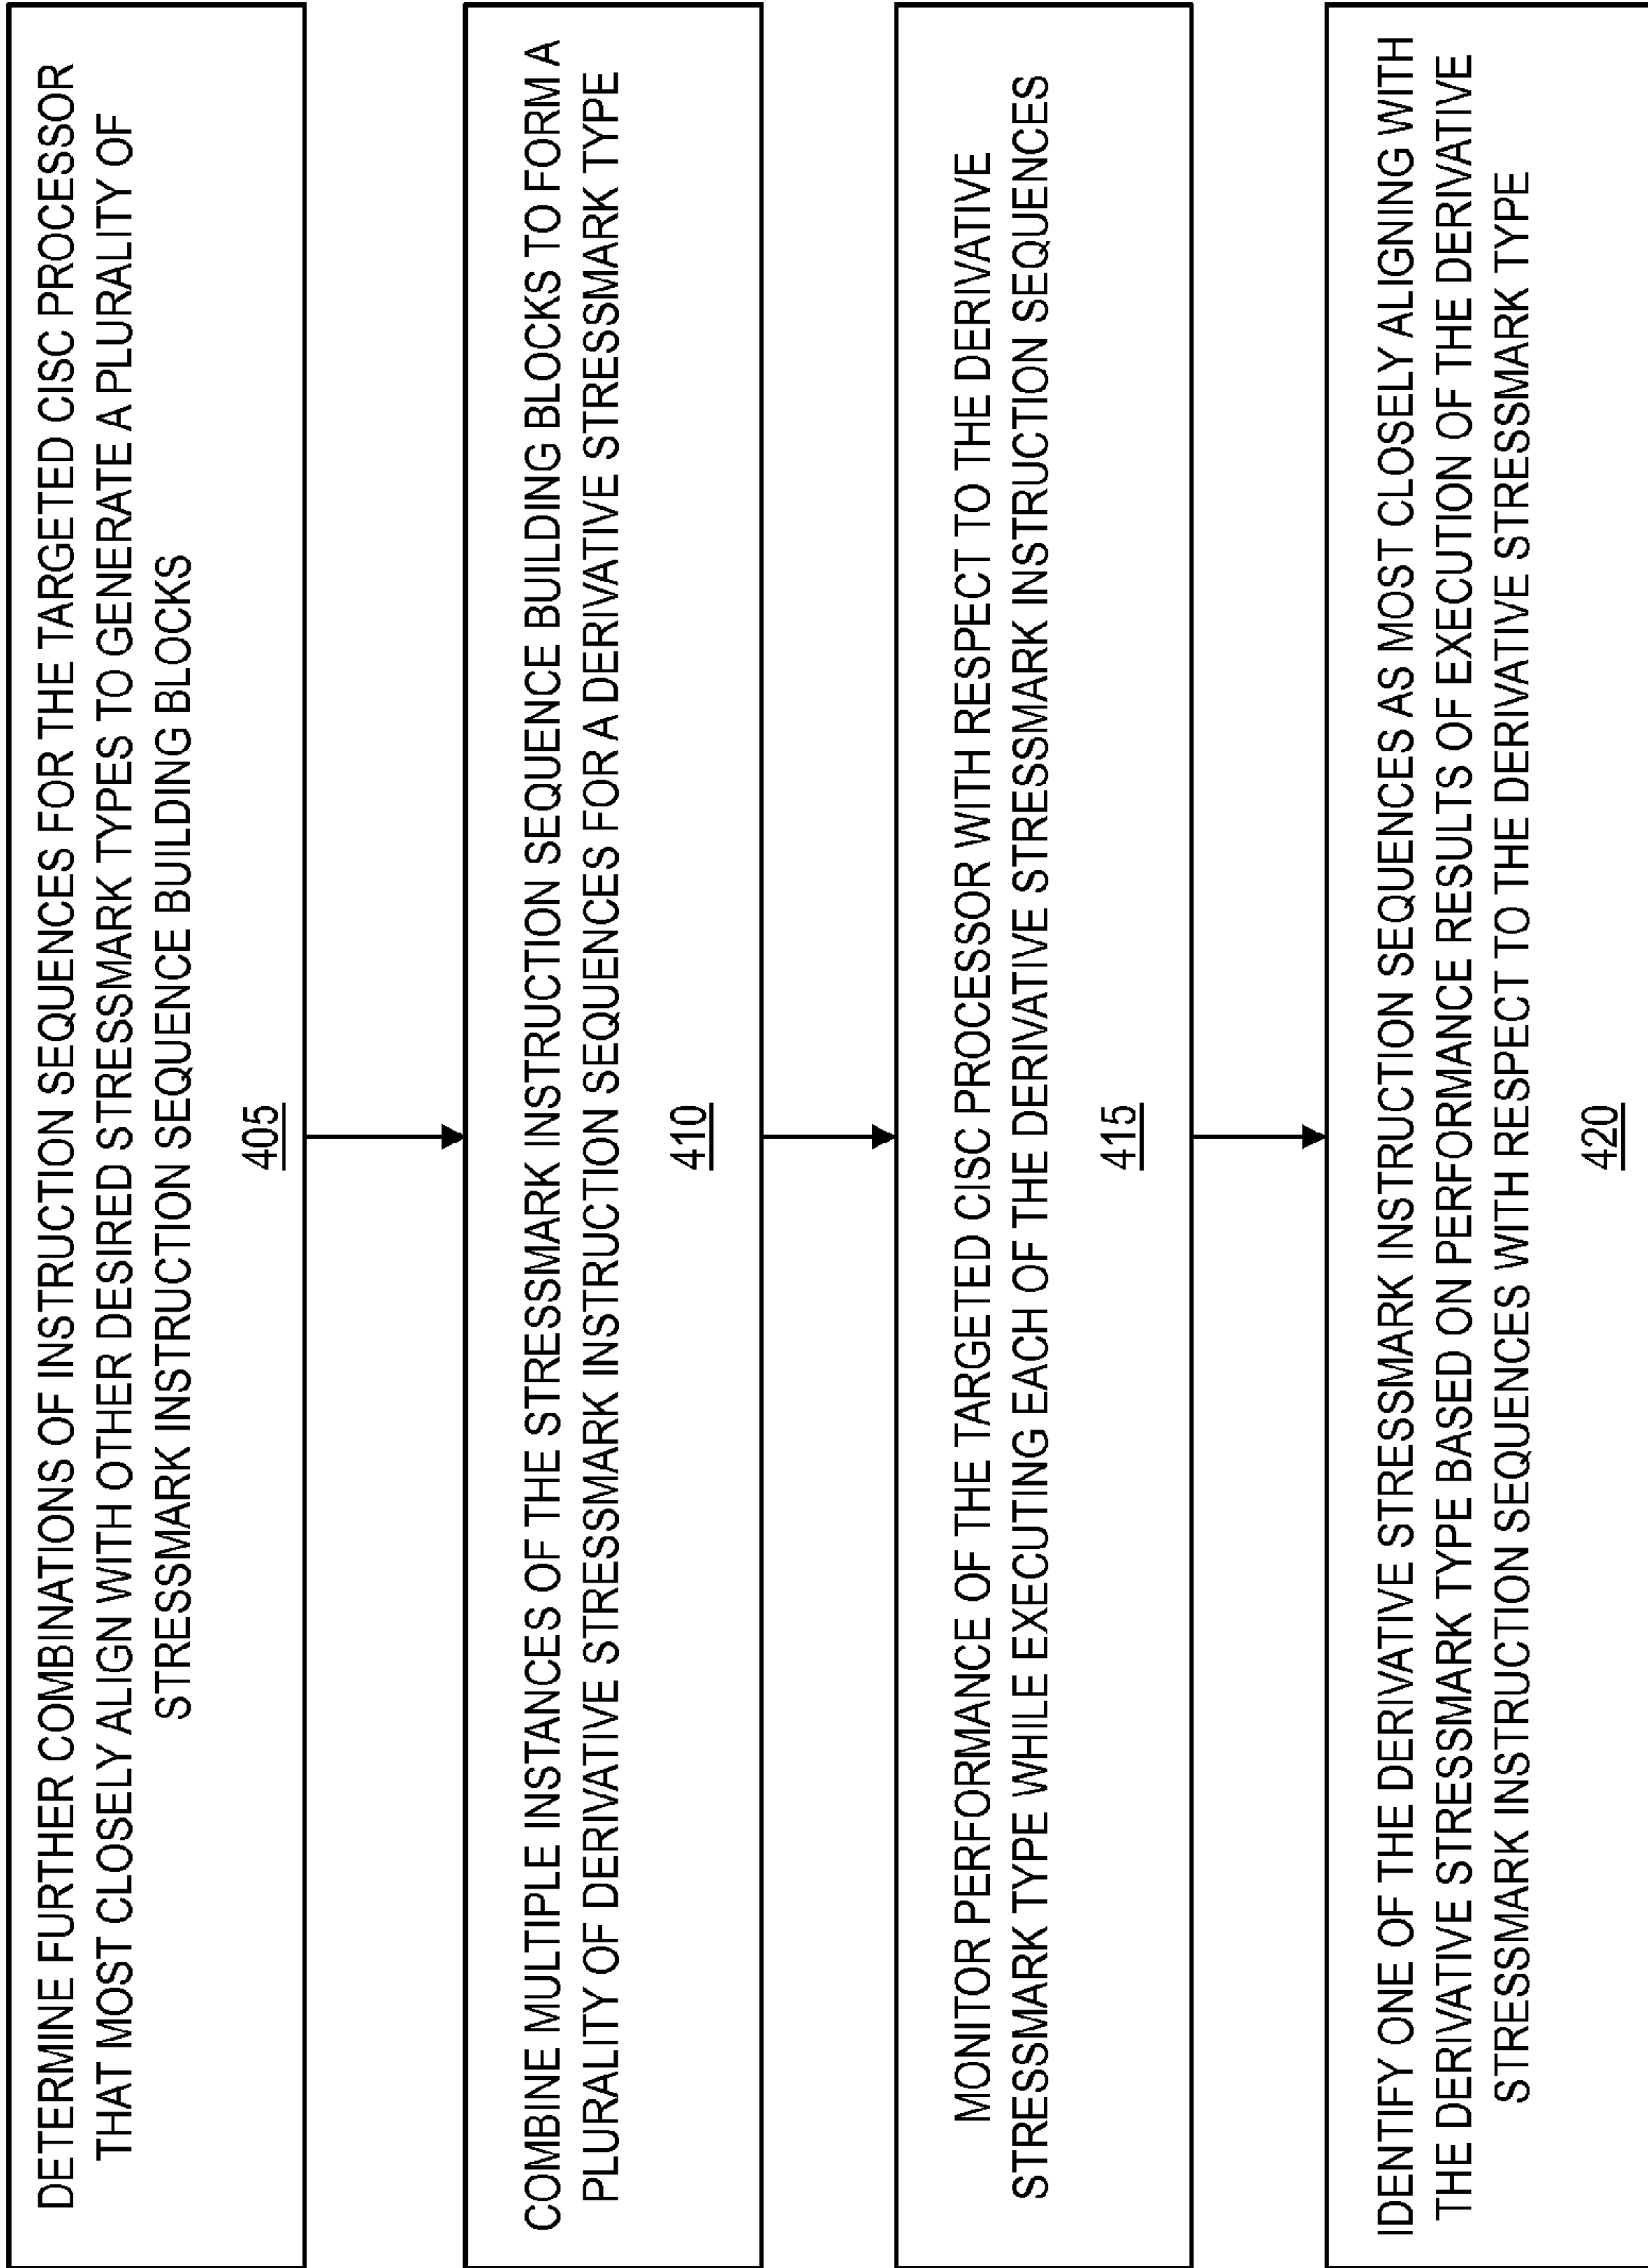 DETERMINE FURTHER COMBINATIONS OF INSTRUCTION SEQUENCES FOR THE TARGETED CISC PROCESSOR
THAT MOST CLOSELY ALIGN WITH OTHER DESIRED STRESSMARK TYPES TO GENERATE A PLURALITY OF
STRESSMARK INSTRUCTION SEQUENCE BUILDING BLOCKS
405
COMBINE MULTIPLE INSTANCES OF THE STRESSMARK INSTRUCTION SEQUENCE BUILDING BLOCKS TO FORM A
PLURALITY OF DERIVATIVE STRESSMARK INSTRUCTION SEQUENCES FOR A DERIVATIVE STRESSMARK TYPE
410
MONITOR PERFORMANCE OF THE TARGETED CISC PROCESSOR WITH RESPECT TO THE DERIVATIVE
STRESSMARK TYPE WHILE EXECUTING EACH OF THE DERIVATIVE STRESSMARK INSTRUCTION SEQUENCES
415
IDENTIFY ONE OF THE DERIVATIVE STRESSMARK INSTRUCTION SEQUENCES AS MOST CLOSELY ALIGNING WITH
THE DERIVATIVE STRESSMARK TYPE BASED ON PERFORMANCE RESULTS OF EXECUTION OF THE DERIVATIVE
STRESSMARK INSTRUCTION SEQUENCES WITH RESPECT TO THE DERIVATIVE STRESSMARK TYPE
420